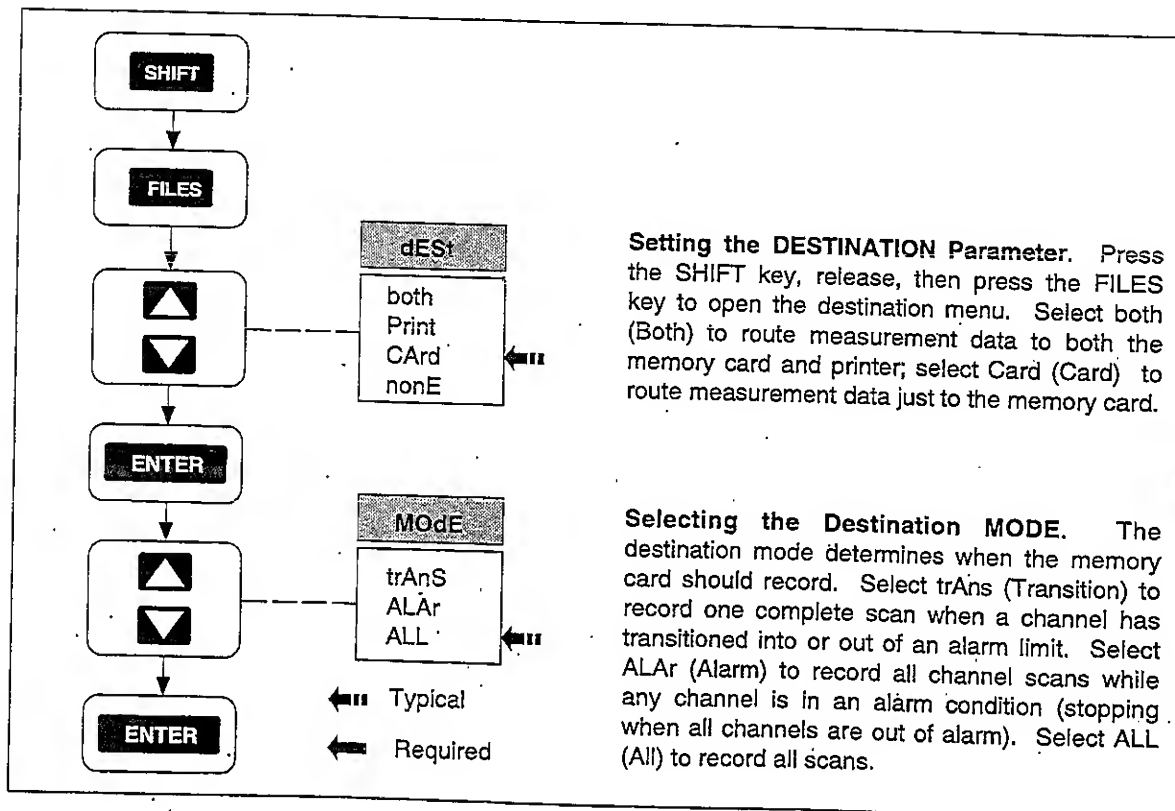 SHIFT
FILES
dESt
both
Print
CArd
nonE
Setting the DESTINATION Parameter. Press
the SHIFT key, release, then press the FILES
key to open the destination menu. Select both
(Both) to route measurement data to both the
memory card and printer; select Card (Card) to
route measurement data just to the memory card.
ENTER
MOdE
trAnS
ALAr
ALL
Typical
Required
Selecting the Destination MODE. The
destination mode determines when the memory
card should record. Select trAns (Transition) to
record one complete scan when a channel has
transitioned into or out of an alarm limit. Select
ALAr (Alarm) to record all channel scans while
any channel is in an alarm condition (stopping
when all channels are out of alarm). Select ALL
(All) to record all scans.
ENTER